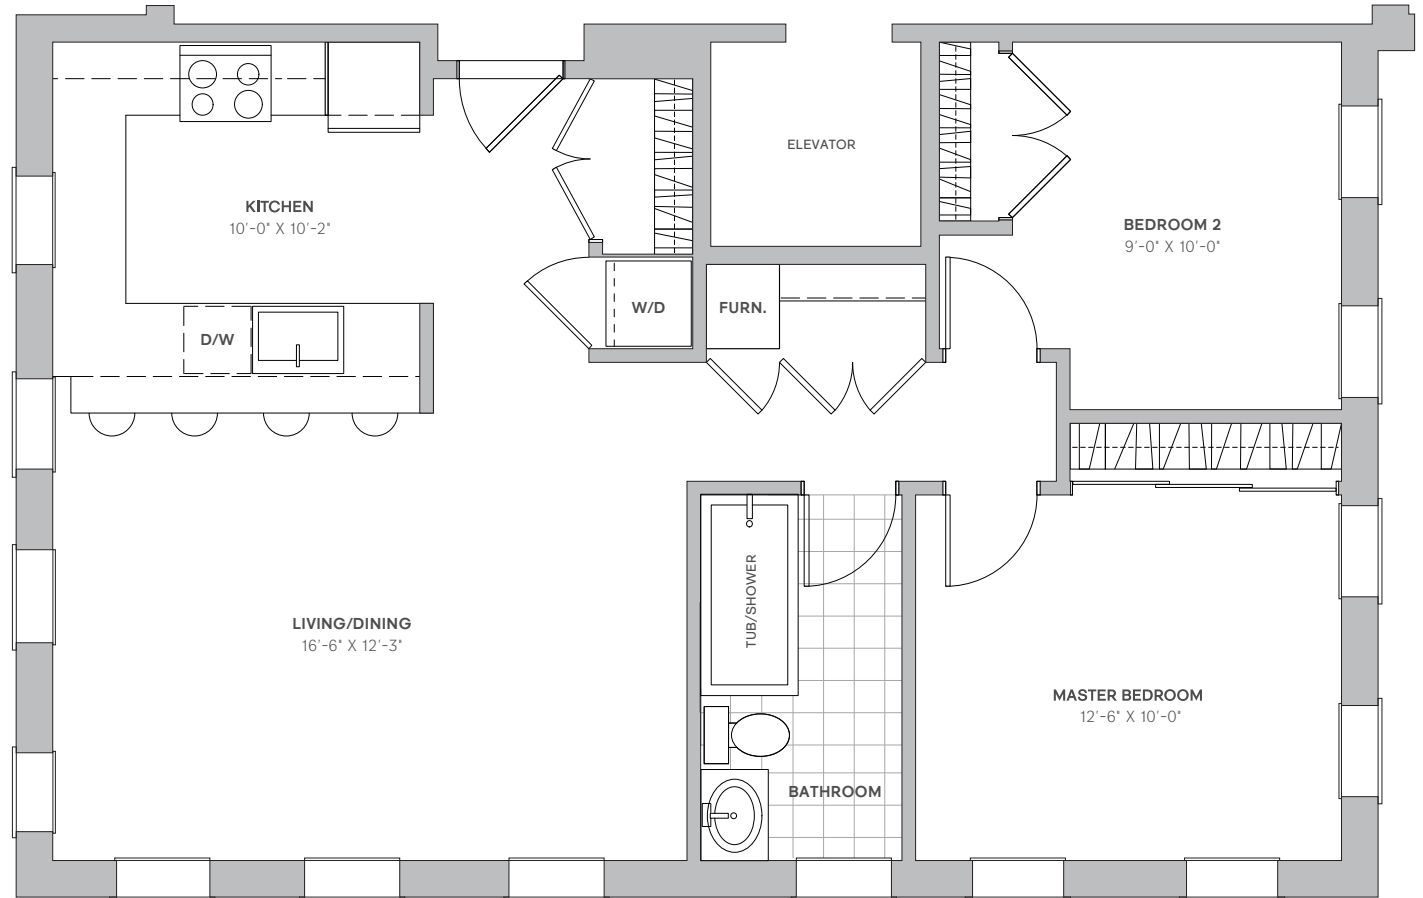 ELEVATOR
KITCHEN
10'-0" X 10'-2"
BEDROOM 2
9'-0" X 10'-0"
W/D
FURN.
D/W
LIVING/DINING
16'-6" X 12'-3"
TUB/SHOWER
MASTER BEDROOM
12'-6" X 10'-0"
BATHROOM